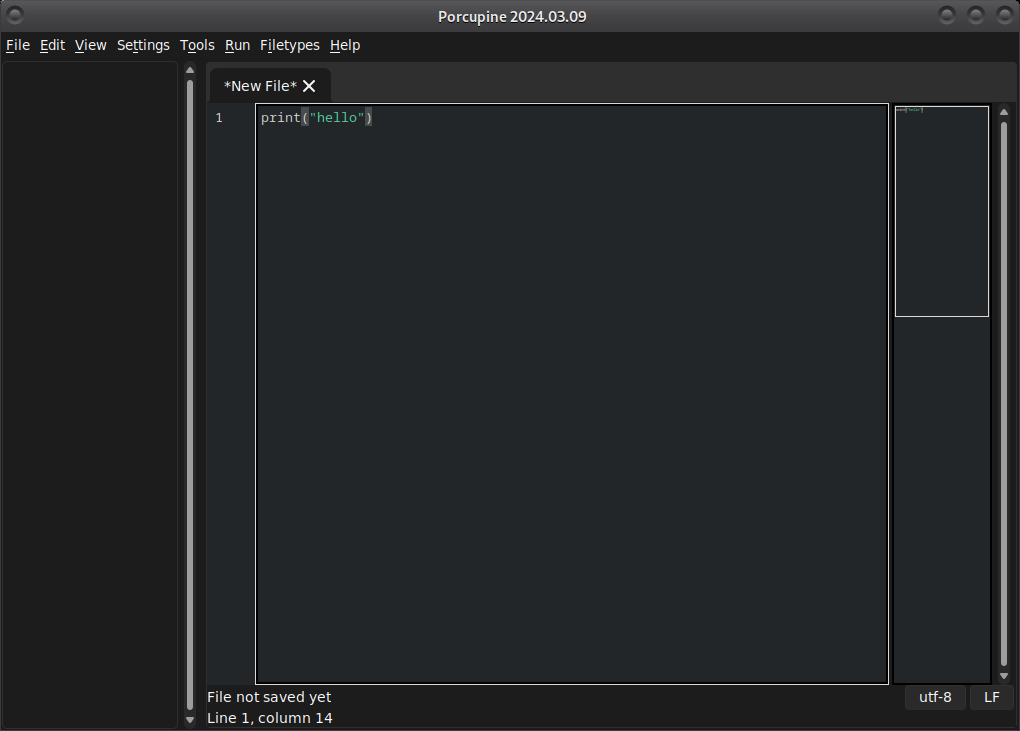 Porcupine 2024.03.09
File Edit View Settings Tools Run Filetypes Help
*New File*
1 print("hello")
File not saved yet
utf-8 LF
Line 1, column 14